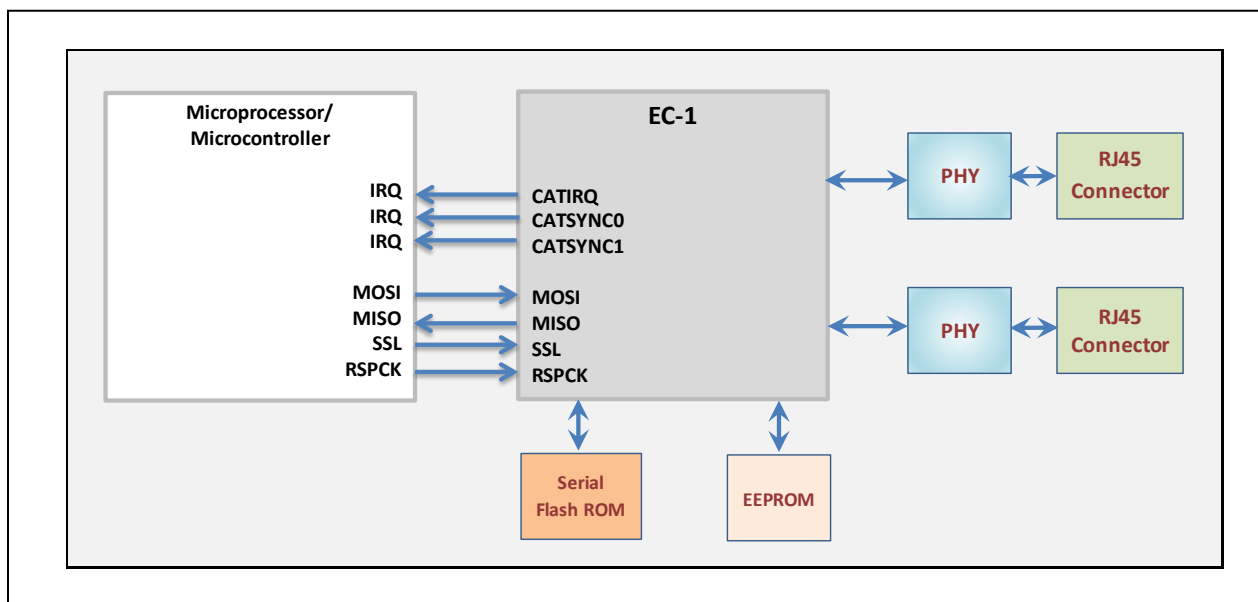 Microprocessor/
Microcontroller
IRQ
IRQ
IRQ
MOSI
MISO
SSL
RSPCK
EC-1
CATIRQ
CATSYNC0
CATSYNC1
MOSI
MISO
SSL
RSPCK
PHY
RJ45
Connector
PHY
RJ45
Connector
Serial
Flash ROM
EEPROM